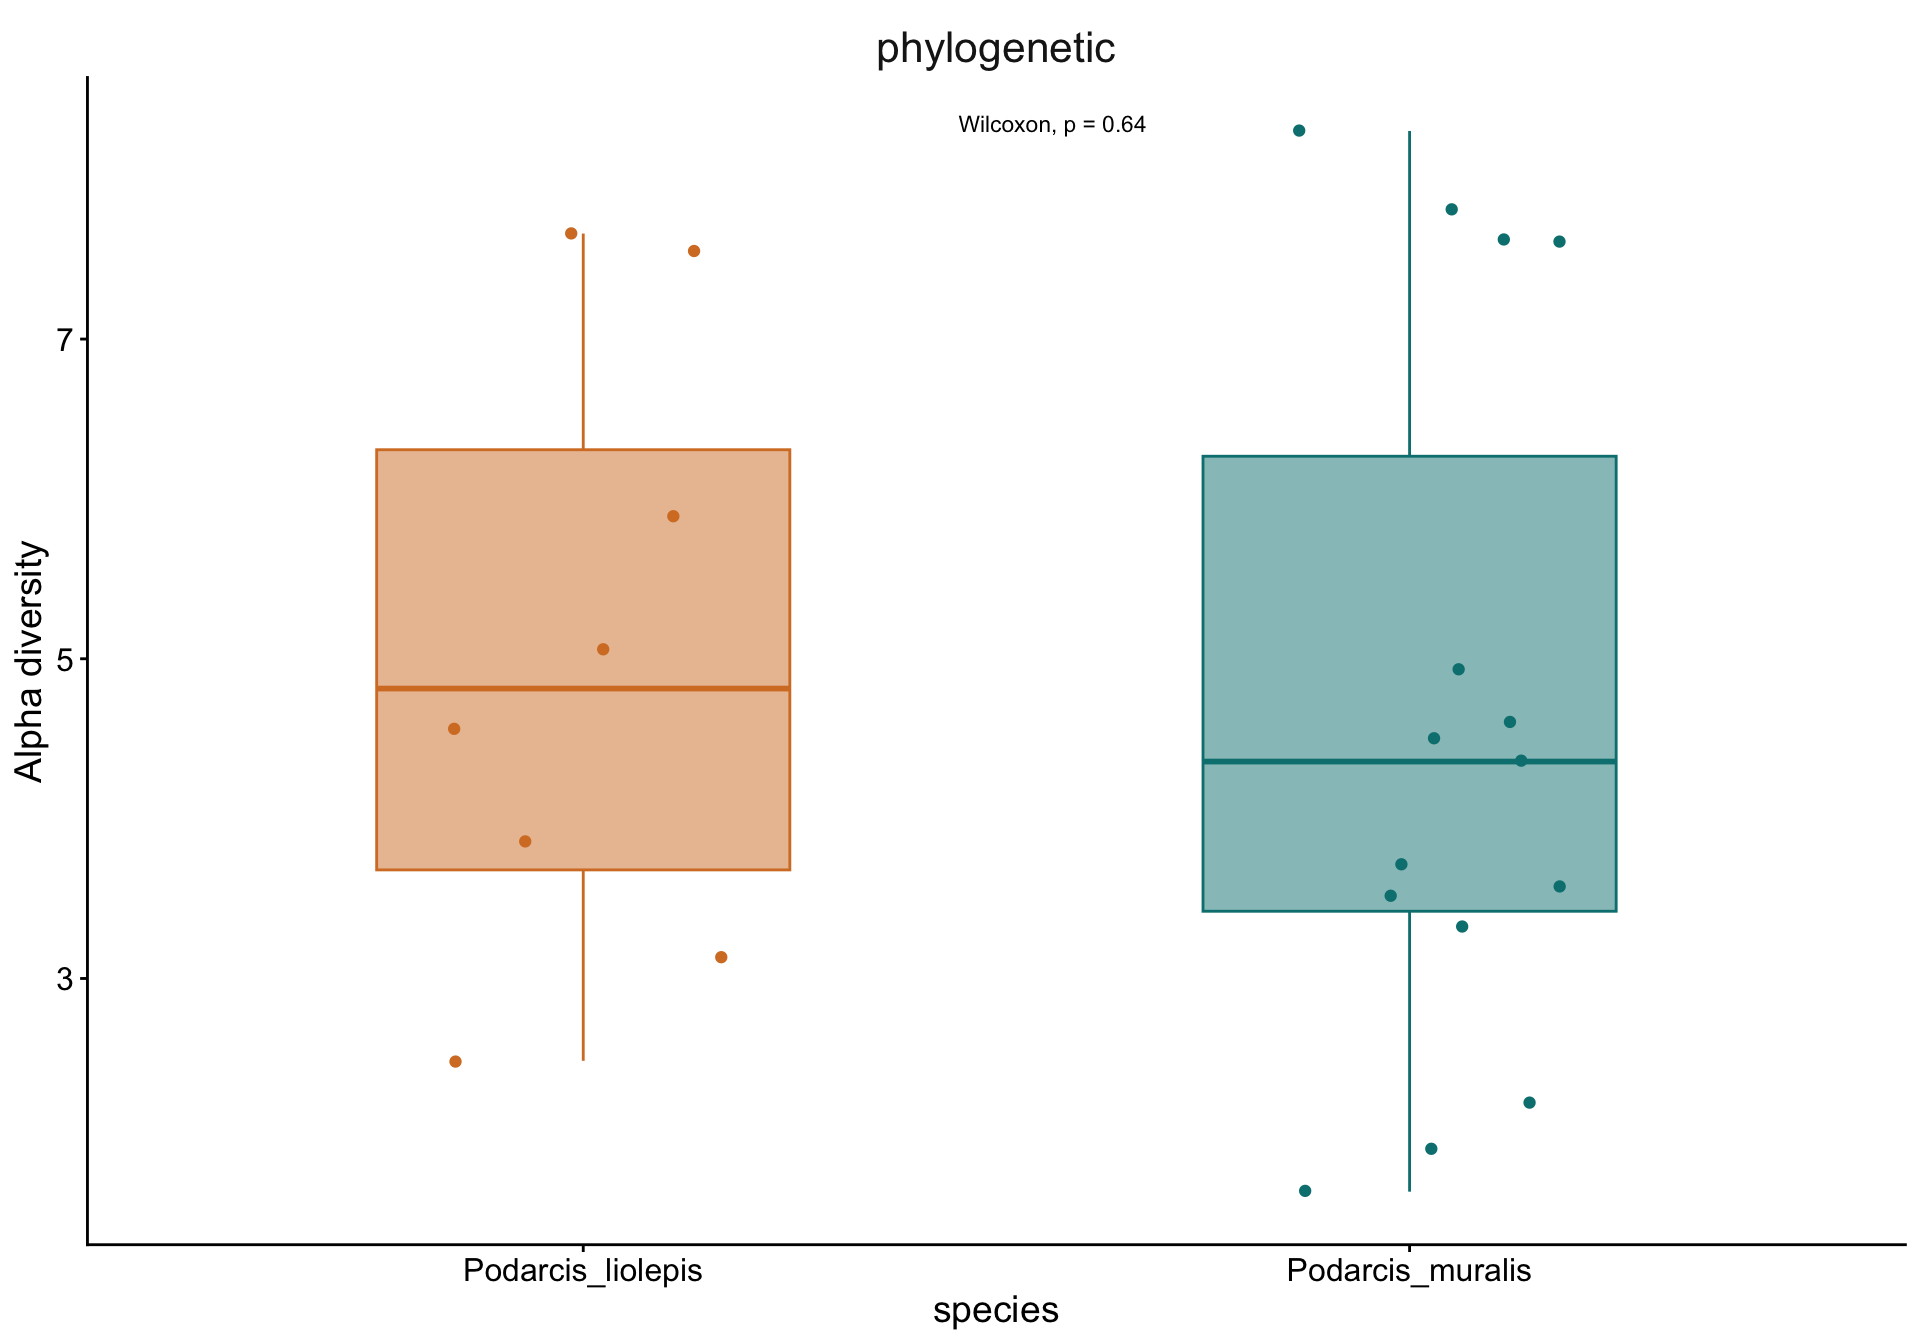 phylogenetic
Wilcoxon, p = 0.64
Alpha diversity
7
5
3
Podarcis_liolepis
Podarcis_muralis
species